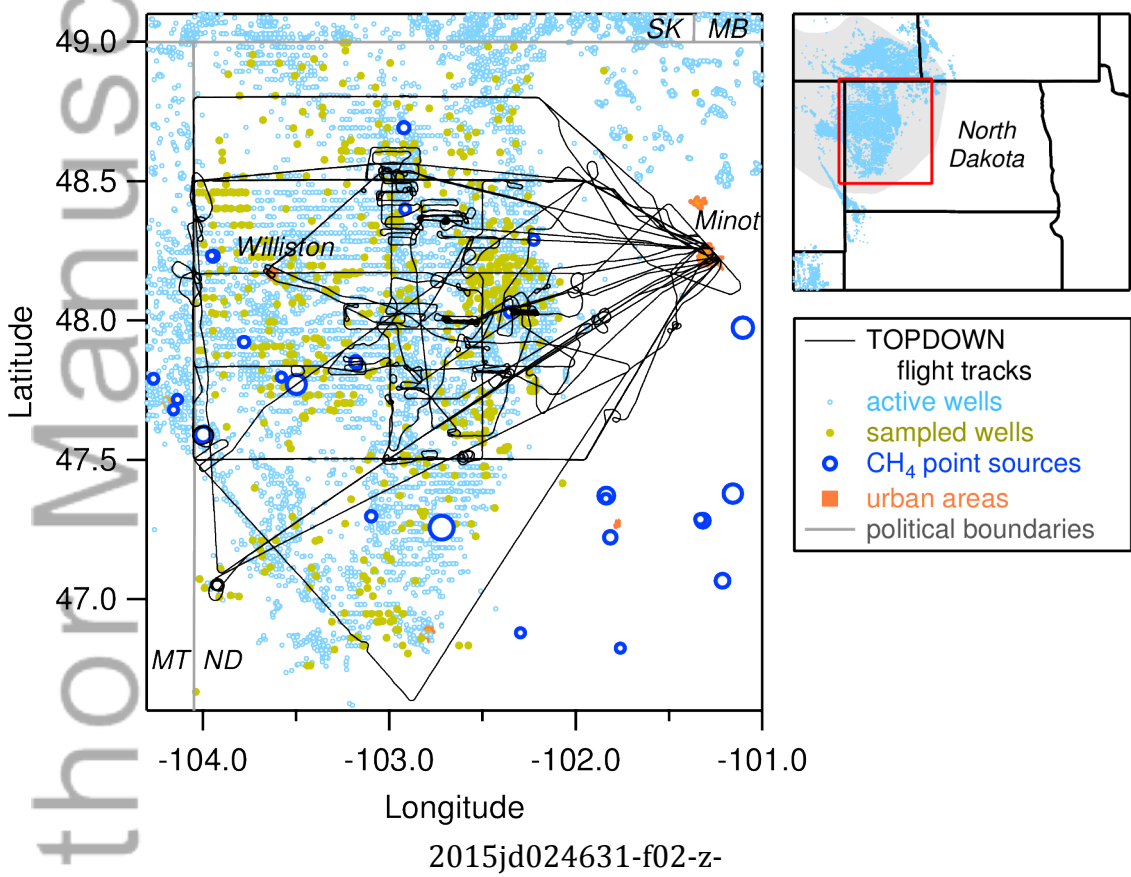 thor Manusc
49.0
48.5
48.0
47.5
47.0
Latitude
SK
MB
Minot
Williston
MT
ND
-104.0
-103.0
-102.0
-101.0
Longitude
North
Dakota
TOPDOWN
flight tracks
active wells
sampled wells
CH₄ point sources
urban areas
political boundaries
2015jd024631-f02-z-